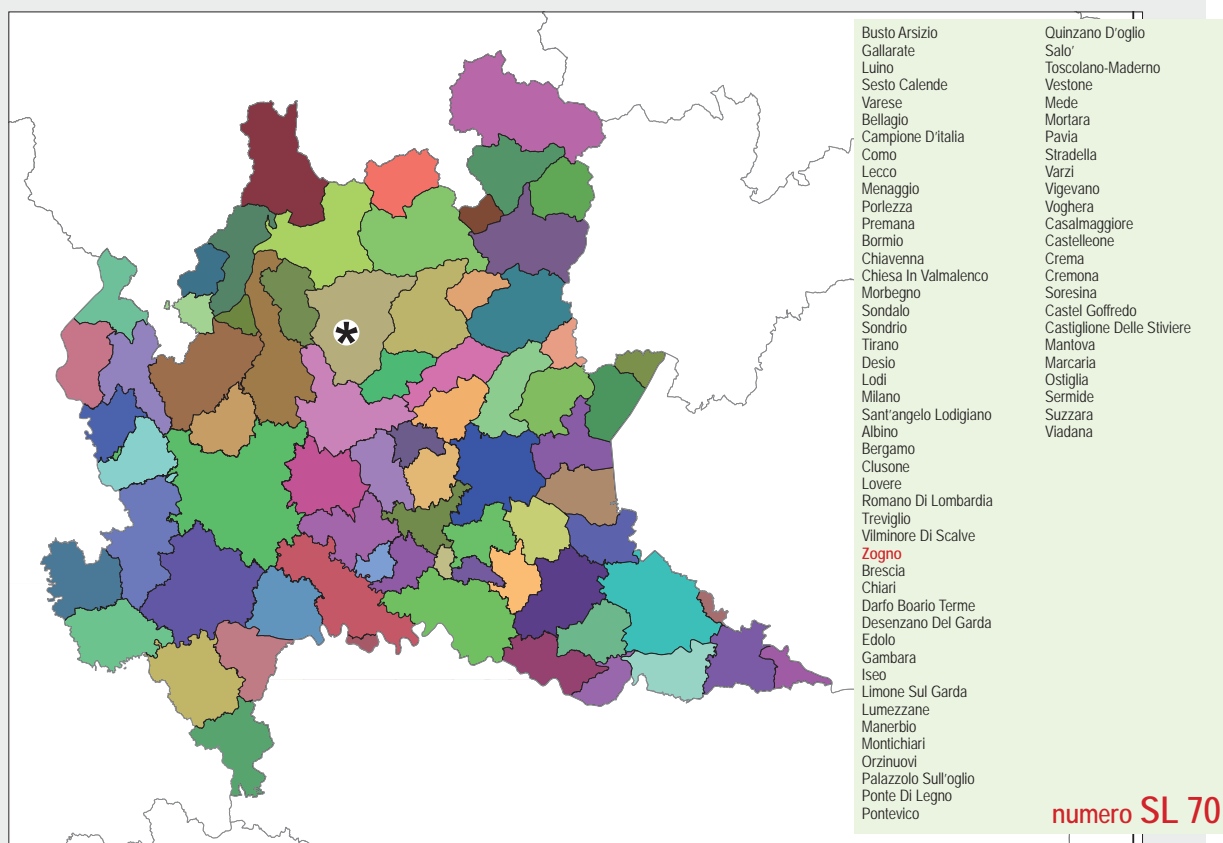 Busto Arsizio
Gallarate
Luino
Sesto Calende
Varese
Bellagio
Campione D'italia
Como
Lecco
Menaggio
Porlezza
Premana
Bormio
Chiavenna
Chiesa In Valmalenco
Morbegno
Sondalo
Sondrio
Tirano
Desio
Lodi
Milano
Sant'angelo Lodigiano
Albino
Bergamo
Clusone
Lovere
Romano Di Lombardia
Treviglio
Vilminore Di Scalve
Zogno
Brescia
Chiari
Darfo Boario Terme
Desenzano Del Garda
Edolo
Gambara
Iseo
Limone Sul Garda
Lumezzane
Manerbio
Montichiari
Orzinuovi
Palazzolo Sull'oglio
Ponte Di Legno
Pontevico
Quinzano D'oglio
Salo'
Toscolano-Maderno
Vestone
Mede
Mortara
Pavia
Stradella
Varzi
Vigevano
Voghera
Casalmaggiore
Castelleone
Crema
Cremona
Soresina
Castel Goffredo
Castiglione Delle Stiviere
Mantova
Marcaria
Ostiglia
Sermide
Suzzara
Viadana
numero SL 70
*